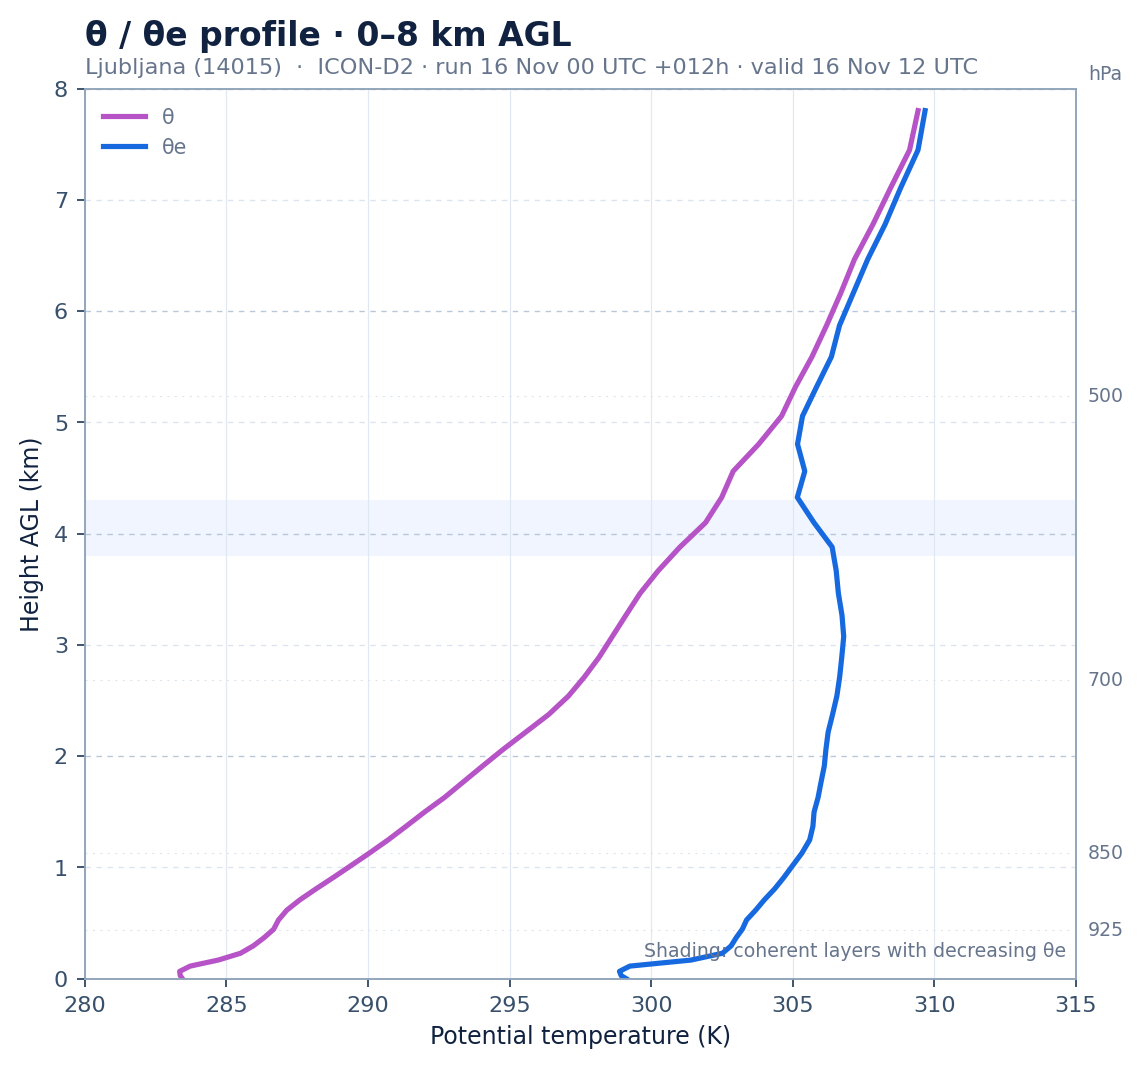 θ / θe profile · 0–8 km AGL
Ljubljana (14015)  ·  ICON-D2 · run 16 Nov 00 UTC +012h · valid 16 Nov 12 UTC
hPa
8
θ
θe
7
6
500
5
4
3
700
2
850
1
925
Shading: coherent layers with decreasing θe
0
280
285
290
295
300
305
310
315
Potential temperature (K)
Height AGL (km)